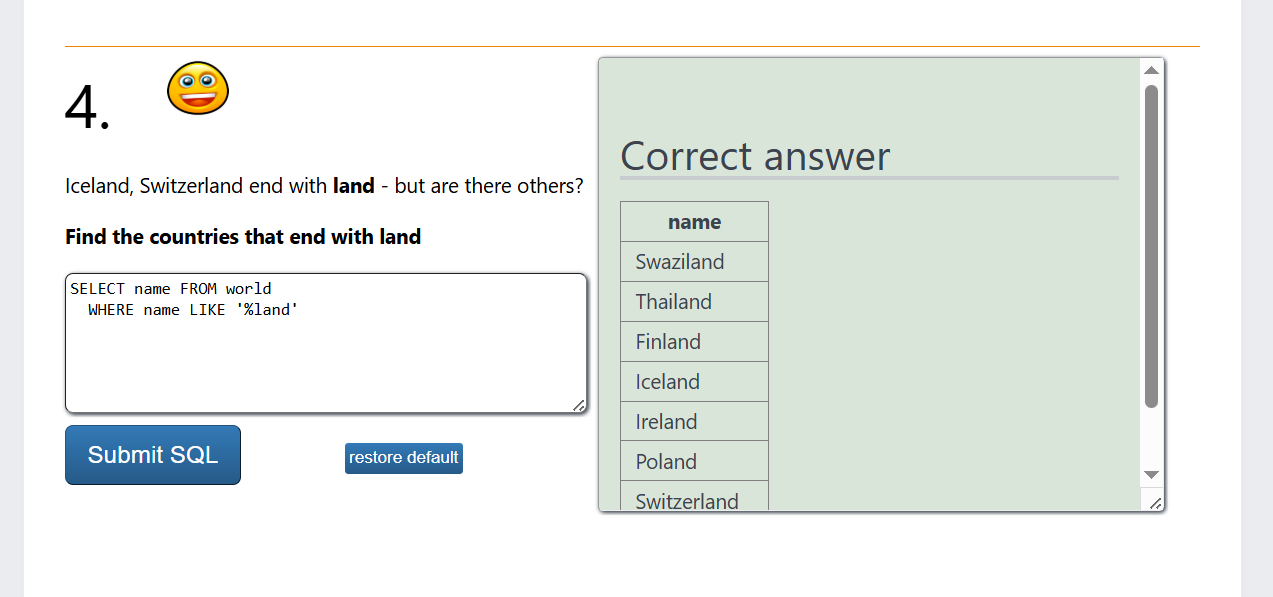 4.
Iceland, Switzerland end with land - but are there others?
Find the countries that end with land
SELECT name FROM world
WHERE name LIKE '%land'
Submit SQL
restore default
Correct answer
name
Swaziland
Thailand
Finland
Iceland
Ireland
Poland
Switzerland